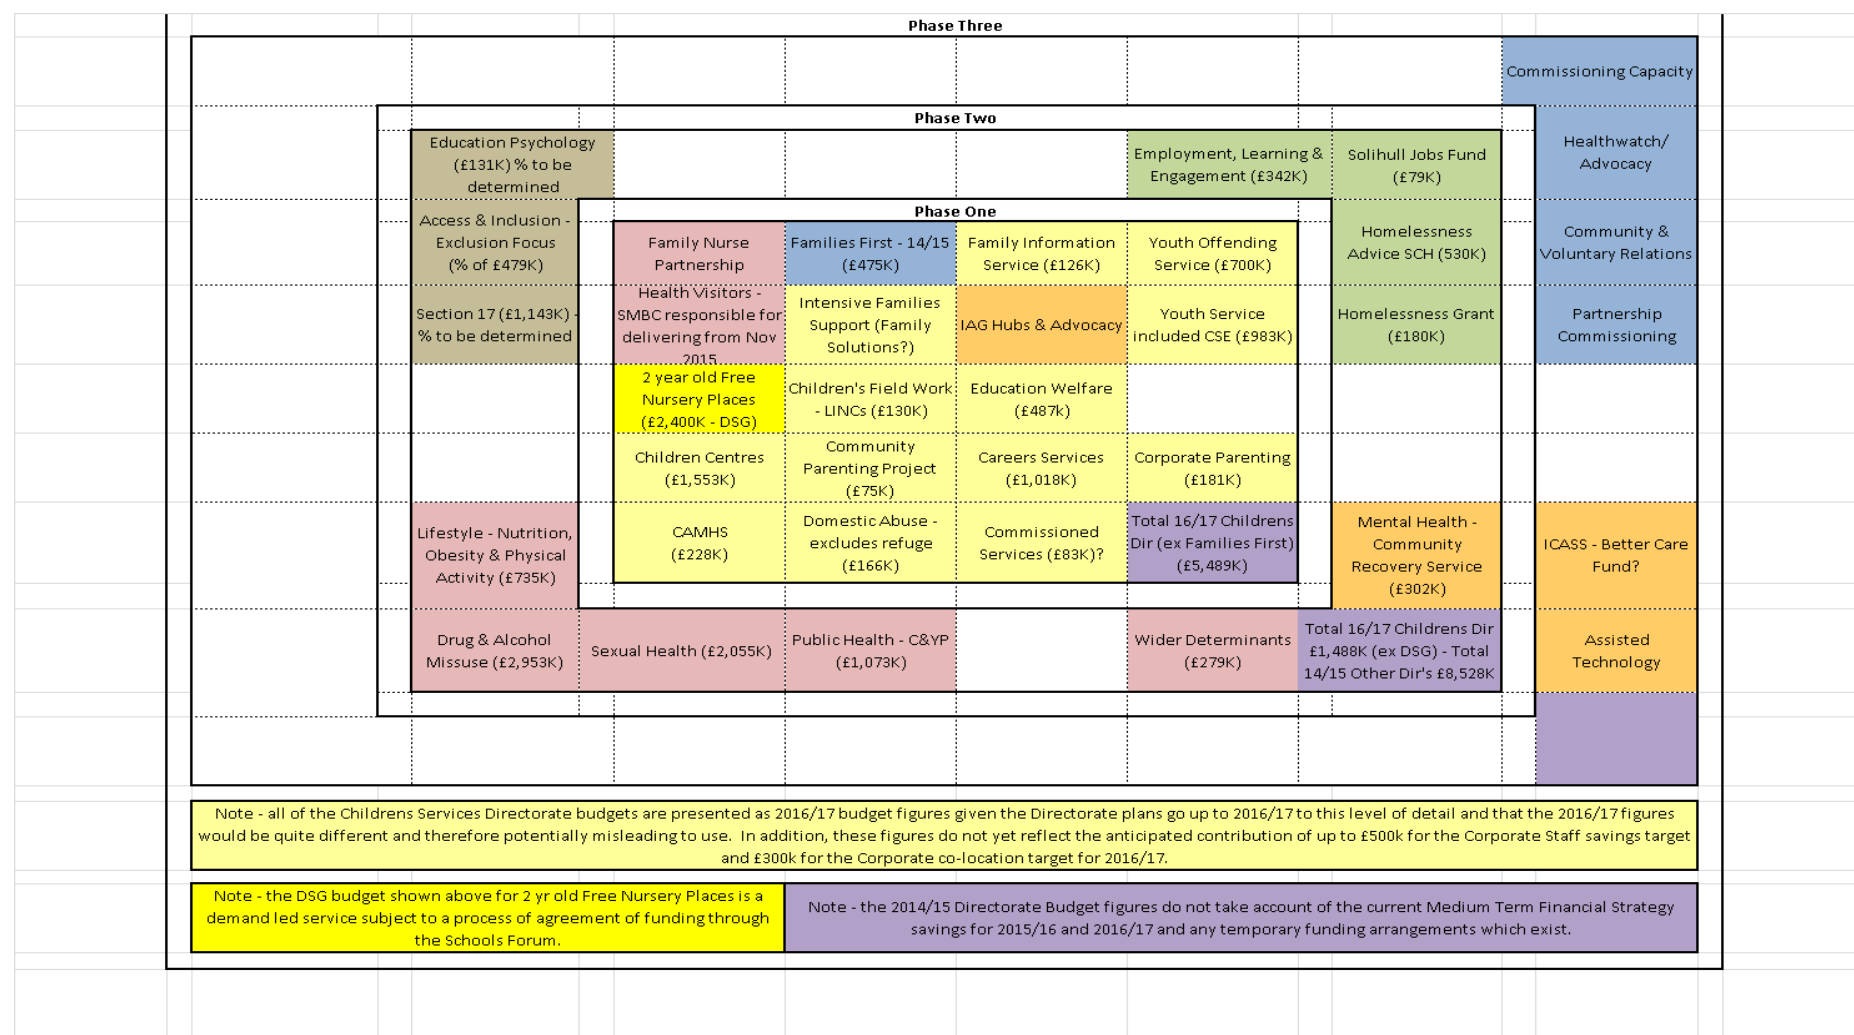 Phase Three
Commissioning Capacity
Phase Two
Education Psychology
(£131K) % to be
determined
Employment, Learning &
Engagement (£342K)
Solihull Jobs Fund
(£79K)
Healthwatch/
Advocacy
Access & Inclusion -
Exclusion Focus
(% of £479K)
Phase One
Family Nurse
Partnership
Families First - 14/15
(£475K)
Family Information
Service (£126K)
Youth Offending
Service (£700K)
Homelessness
Advice SCH (530K)
Community &
Voluntary Relations
Section 17 (£1,143K) -
% to be determined
Health Visitors -
SMBC responsible for
delivering from Nov
2015
Intensive Families
Support (Family
Solutions?)
IAG Hubs & Advocacy
Youth Service
included CSE (£983K)
Homelessness Grant
(£180K)
Partnership
Commissioning
2 year old Free
Nursery Places
(£2,400K - DSG)
Children's Field Work
- LINCs (£130K)
Education Welfare
(£487k)
Children Centres
(£1,553K)
Community
Parenting Project
(£75K)
Careers Services
(£1,018K)
Corporate Parenting
(£181K)
Lifestyle - Nutrition,
Obesity & Physical
Activity (£735K)
CAMHS
(£228K)
Domestic Abuse -
excludes refuge
(£166K)
Commissioned
Services (£83K)?
Total 16/17 Childrens
Dir (ex Families First)
(£5,489K)
Mental Health -
Community
Recovery Service
(£302K)
ICASS - Better Care
Fund?
Drug & Alcohol
Missuse (£2,953K)
Sexual Health (£2,055K)
Public Health - C&YP
(£1,073K)
Wider Determinants
(£279K)
Total 16/17 Childrens Dir
£1,488K (ex DSG) - Total
14/15 Other Dir's £8,528K
Assisted
Technology
Note - all of the Childrens Services Directorate budgets are presented as 2016/17 budget figures given the Directorate plans go up to 2016/17 to this level of detail and that the 2016/17 figures
would be quite different and therefore potentially misleading to use. In addition, these figures do not yet reflect the anticipated contribution of up to £500k for the Corporate Staff savings target
and £300k for the Corporate co-location target for 2016/17.
Note - the DSG budget shown above for 2 yr old Free Nursery Places is a
demand led service subject to a process of agreement of funding through
the Schools Forum.
Note - the 2014/15 Directorate Budget figures do not take account of the current Medium Term Financial Strategy
savings for 2015/16 and 2016/17 and any temporary funding arrangements which exist.